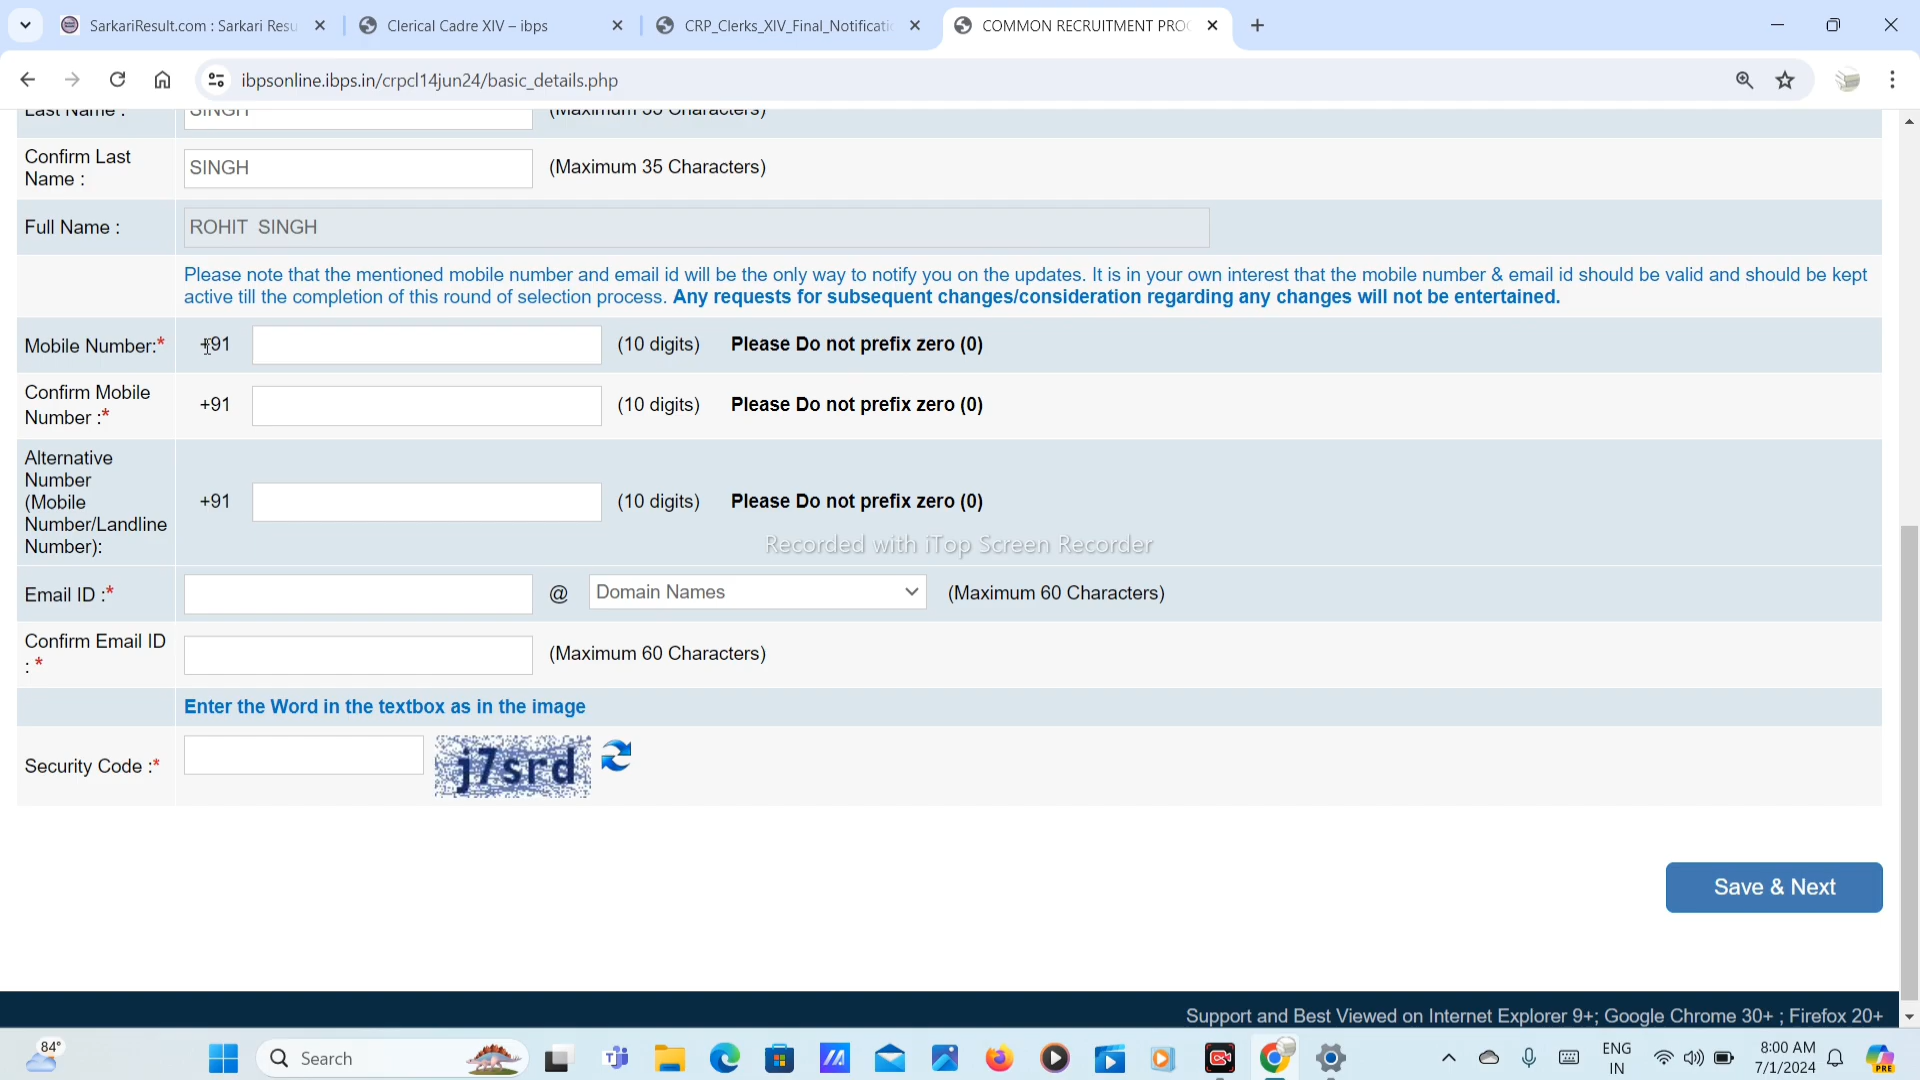 SarkariResult.com : Sarkari Resu
Clerical Cadre XIV – ibps
CRP_Clerks_XIV_Final_Notificati
COMMON RECRUITMENT PRO
ibpsonline.ibps.in/crpcl14jun24/basic_details.php
Last Name : SINGH (Maximum 35 Characters)
Confirm Last
Name :
SINGH (Maximum 35 Characters)
Full Name : ROHIT  SINGH
Please note that the mentioned mobile number and email id will be the only way to notify you on the updates. It is in your own interest that the mobile number & email id should be valid and should be kept
active till the completion of this round of selection process. Any requests for subsequent changes/consideration regarding any changes will not be entertained.
Mobile Number:* +91 (10 digits) Please Do not prefix zero (0)
Confirm Mobile
Number :*
+91 (10 digits) Please Do not prefix zero (0)
Alternative
Number
(Mobile
Number/Landline
Number):
+91 (10 digits) Please Do not prefix zero (0)
Recorded with iTop Screen Recorder
Email ID :* @ Domain Names (Maximum 60 Characters)
Confirm Email ID
: *
(Maximum 60 Characters)
Enter the Word in the textbox as in the image
Security Code :* j7srd
Save & Next
Support and Best Viewed on Internet Explorer 9+; Google Chrome 30+ ; Firefox 20+
84°
Search
ENG
IN
8:00 AM
7/1/2024
PRE